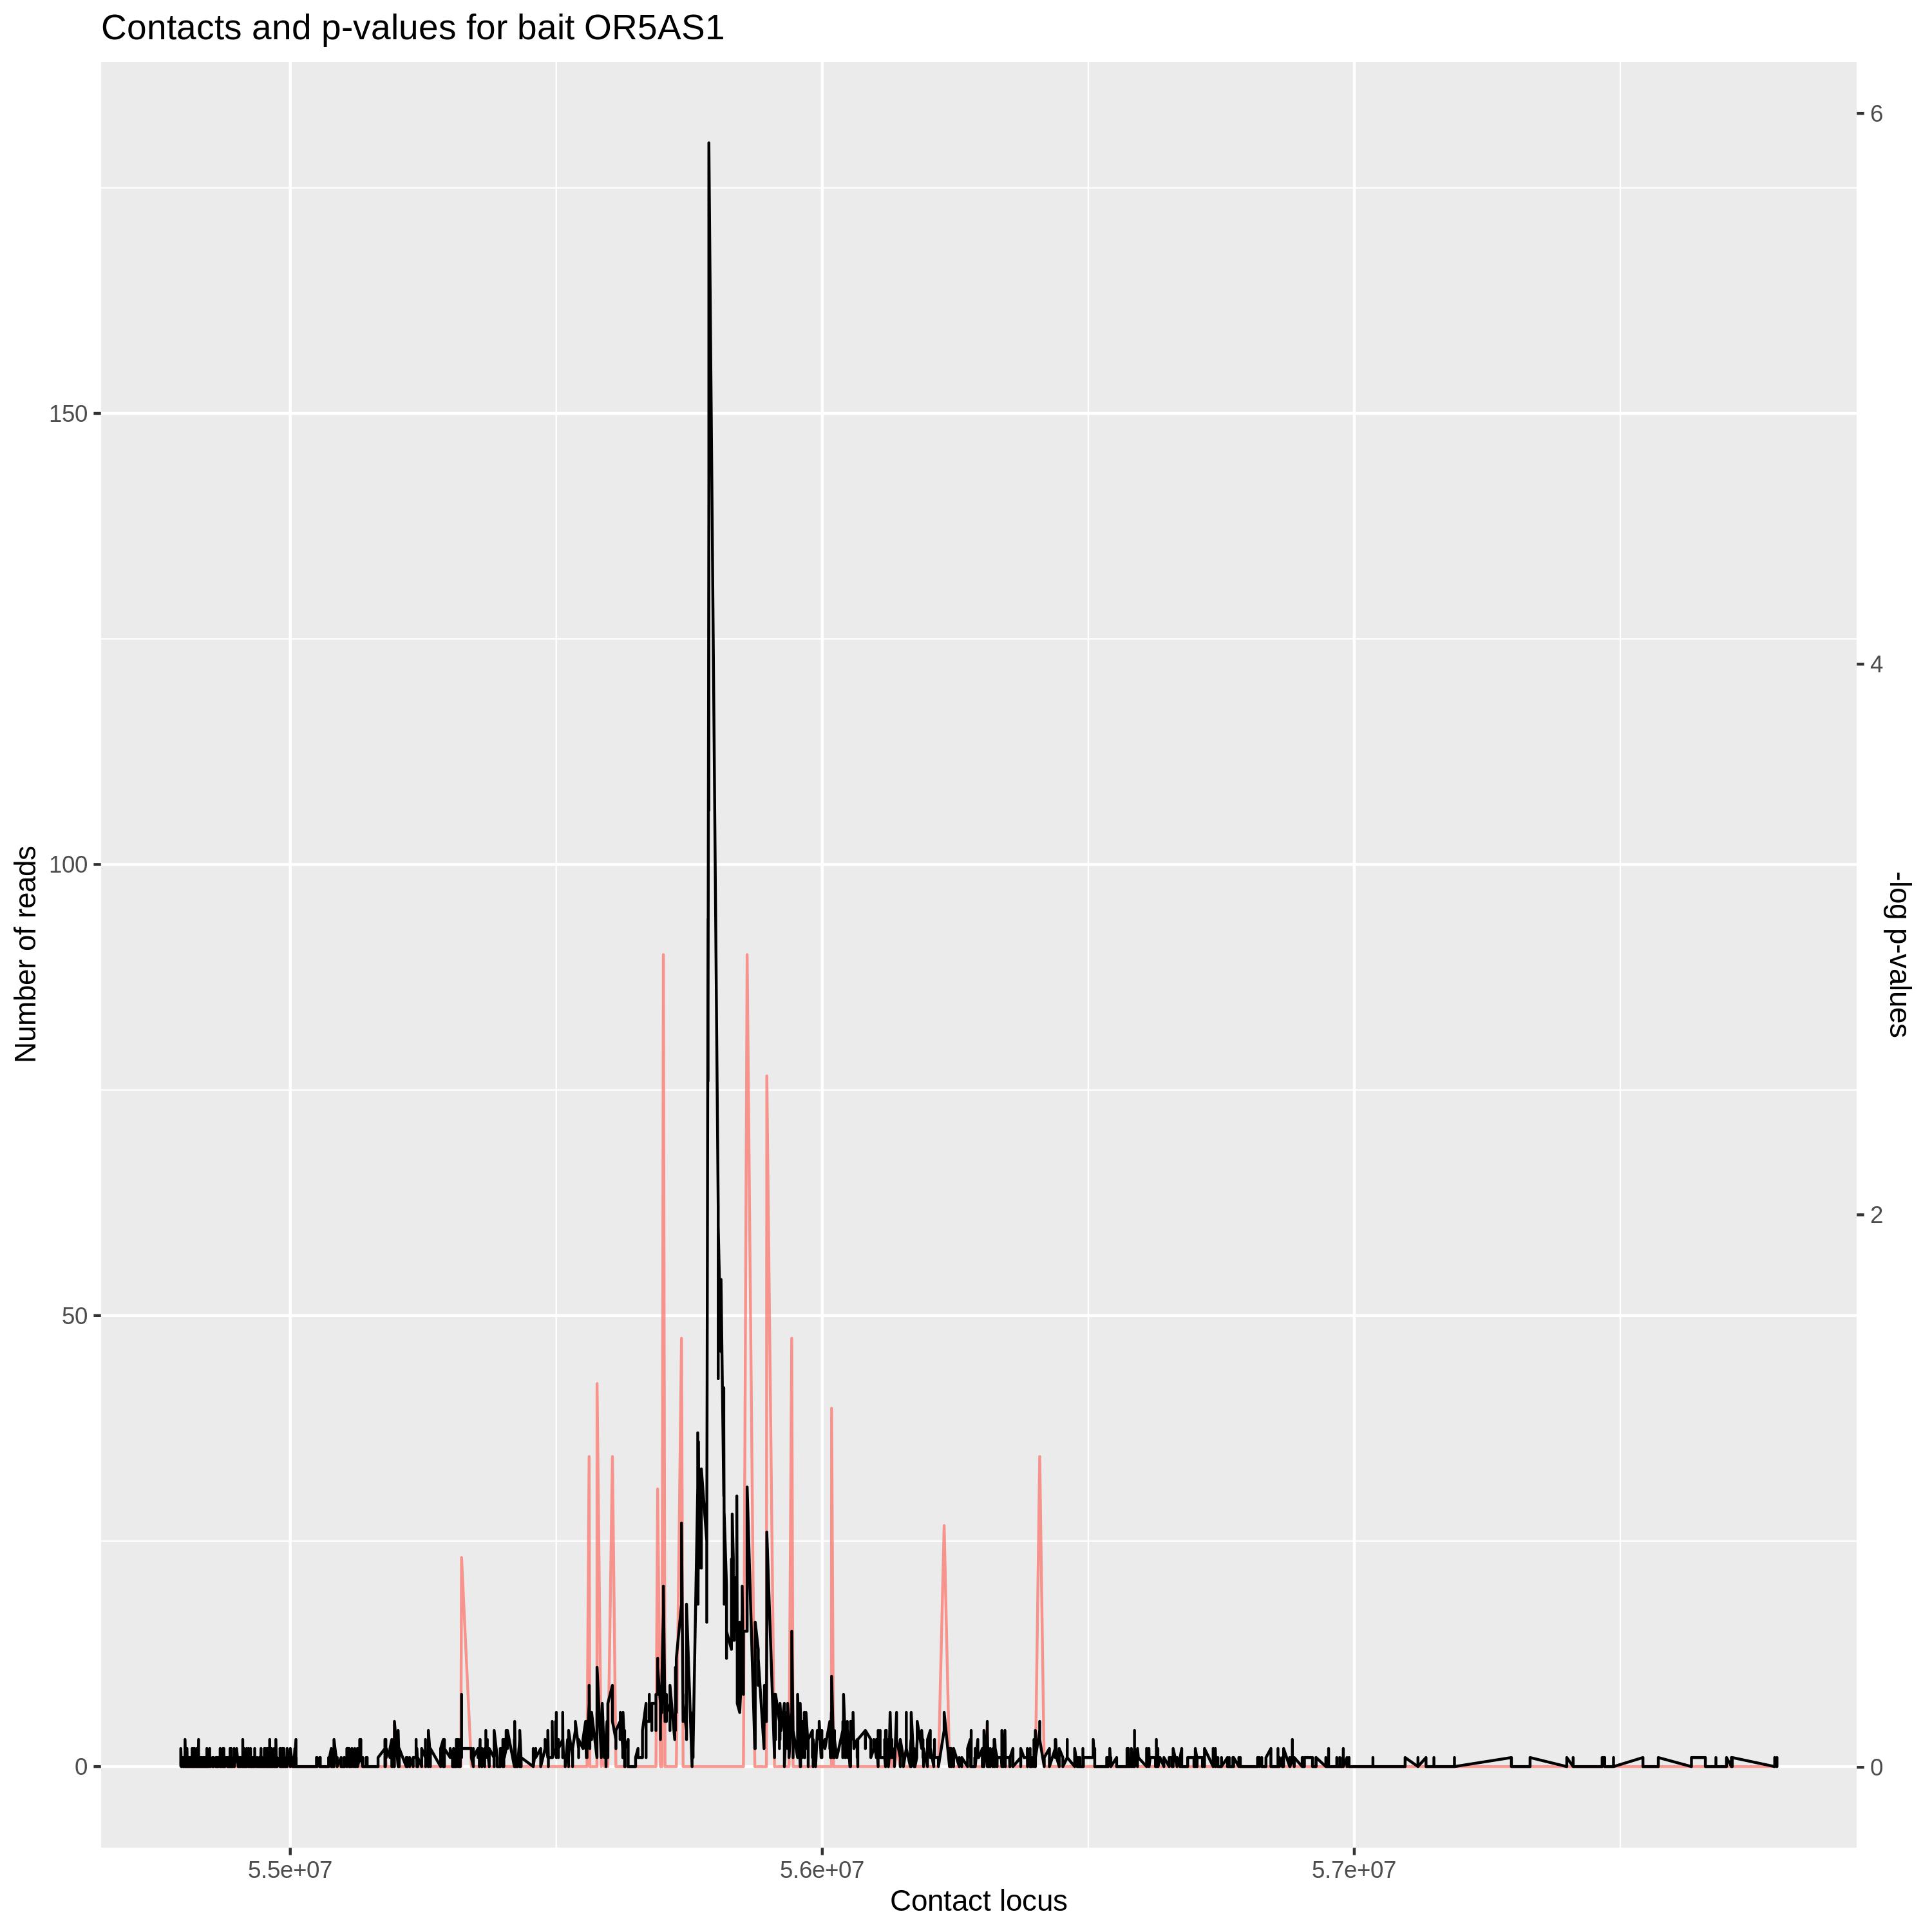 Contacts and p-values for bait OR5AS1
6
150
4
100
Number of reads
-log p-values
2
50
0
0
5.5e+07
5.6e+07
5.7e+07
Contact locus